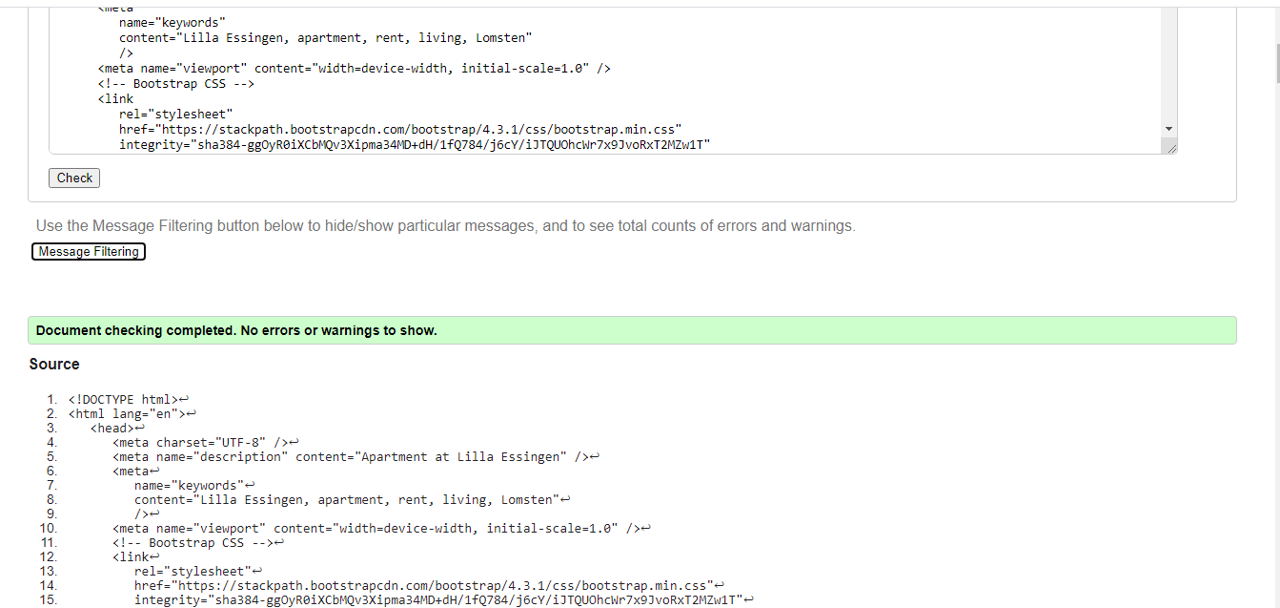 <meta
name="keywords"
content="Lilla Essingen, apartment, rent, living, Lomsten"
/>
<meta name="viewport" content="width=device-width, initial-scale=1.0" />
<!-- Bootstrap CSS -->
<link
rel="stylesheet"
href="https://stackpath.bootstrapcdn.com/bootstrap/4.3.1/css/bootstrap.min.css"
integrity="sha384-ggOyR0iXCbMQv3Xipma34MD+dH/1fQ784/j6cY/iJTQUOhcWr7x9JvoRxT2MZw1T"
Check
Use the Message Filtering button below to hide/show particular messages, and to see total counts of errors and warnings.
Message Filtering
Document checking completed. No errors or warnings to show.
Source
1. <!DOCTYPE html>↩
2. <html lang="en">↩
3. <head>↩
4. <meta charset="UTF-8" />↩
5. <meta name="description" content="Apartment at Lilla Essingen" />↩
6. <meta↩
7. name="keywords"↩
8. content="Lilla Essingen, apartment, rent, living, Lomsten"↩
9. />↩
10. <meta name="viewport" content="width=device-width, initial-scale=1.0" />↩
11. <!-- Bootstrap CSS -->↩
12. <link↩
13. rel="stylesheet"↩
14. href="https://stackpath.bootstrapcdn.com/bootstrap/4.3.1/css/bootstrap.min.css"↩
15. integrity="sha384-ggOyR0iXCbMQv3Xipma34MD+dH/1fQ784/j6cY/iJTQUOhcWr7x9JvoRxT2MZw1T"↩